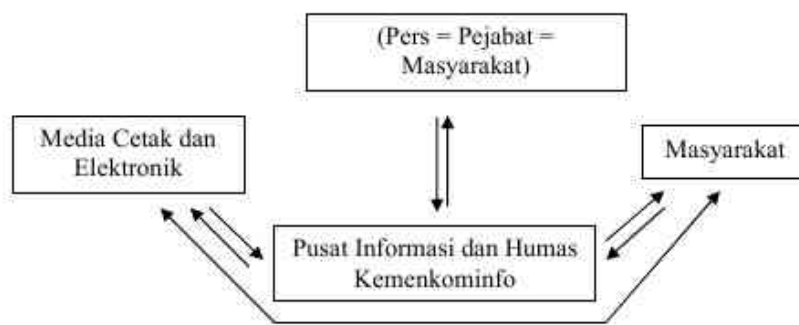 (Pers = Pejabat =
Masyarakat)
Media Cetak dan
Elektronik
Masyarakat
Pusat Informasi dan Humas
Kemenkominfo